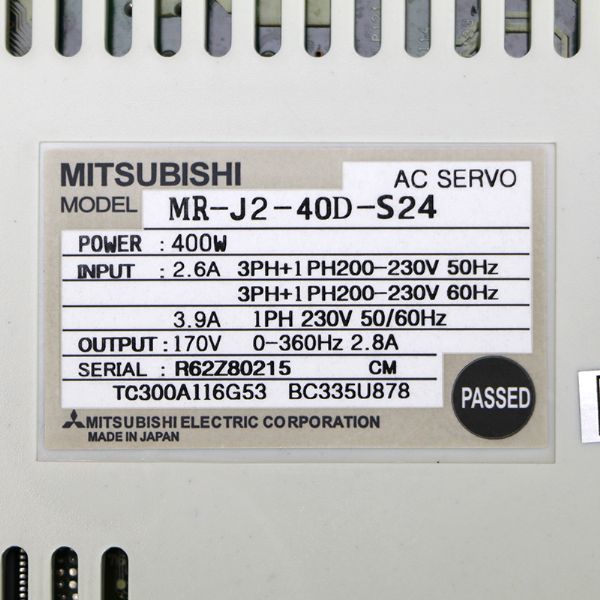 MITSUBISHI AC SERVO
MODEL MR-J2-40D-S24
POWER : 400W
INPUT : 2.6A 3PH+1PH200-230V 50Hz
3PH+1PH200-230V 60Hz
3.9A 1PH 230V 50/60Hz
OUTPUT : 170V 0-360Hz 2.8A
SERIAL : R62Z80215 CM
TC300A116G53 BC335U878
PASSED
MITSUBISHI ELECTRIC CORPORATION
MADE IN JAPAN